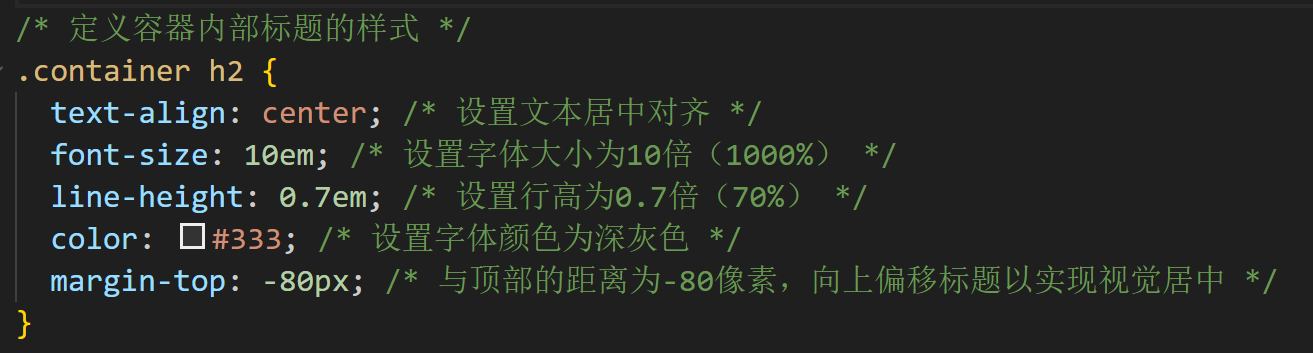 /* 定义容器内部标题的样式 */
.container h2 {
  text-align: center; /* 设置文本居中对齐 */
  font-size: 10em; /* 设置字体大小为10倍（1000%） */
  line-height: 0.7em; /* 设置行高为0.7倍（70%） */
  color: #333; /* 设置字体颜色为深灰色 */
  margin-top: -80px; /* 与顶部的距离为-80像素，向上偏移标题以实现视觉居中 */
}